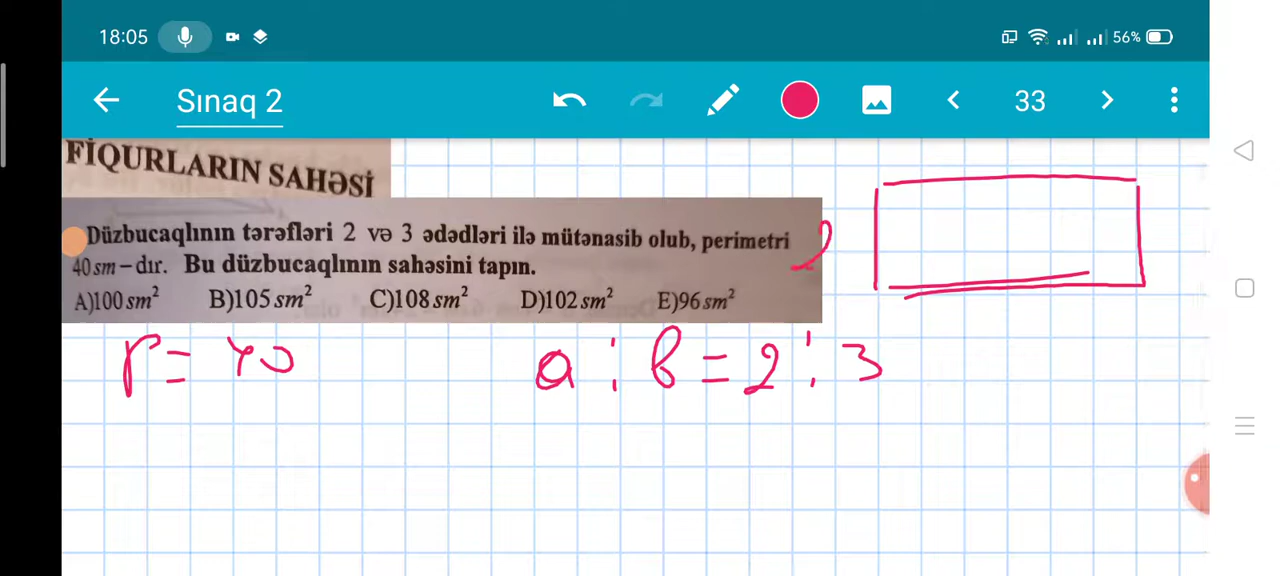 18:05
56%
Sınaq 2
33
FİQURLARIN SAHƏSİ
Düzbucaqlının tərəfləri 2 və 3 ədədləri ilə mütənasib olub, perimetri
40 sm – dır. Bu düzbucaqlının sahəsini tapın.
A)100 sm² B)105 sm² C)108 sm² D)102 sm² E)96 sm²
P = 40 a : b = 2 : 3